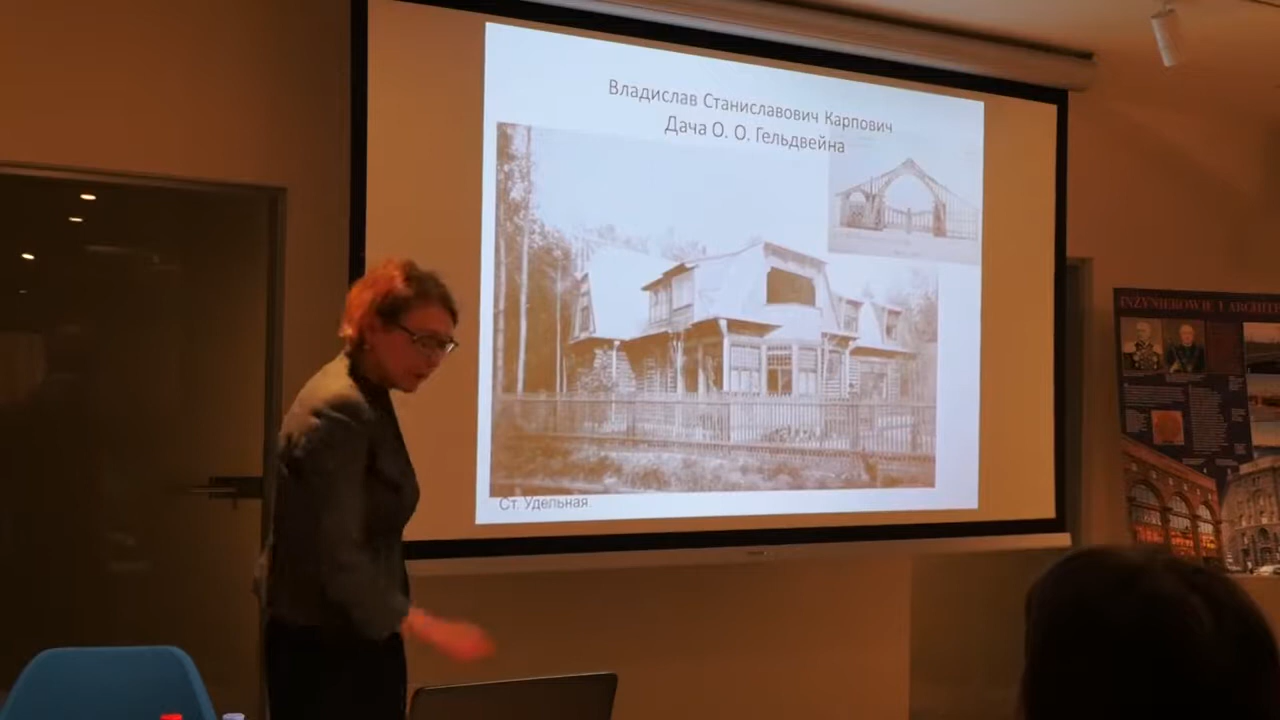 Владислав Станиславович Карпович
Дача О. О. Гельдвейна
Ст. Удельная
INŻYNIEROWIE I ARCHITE